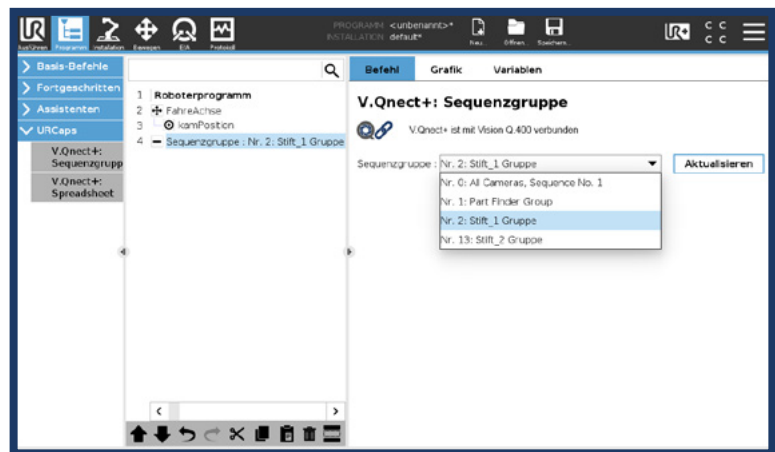 PROGRAMM <unbenannt>*
INSTALLATION default*
Ausführen Programm Installation Bewegen E/A Protokoll
Neu... Öffnen... Speichern...
UR+
C C
C C
Basis-Befehle
Fortgeschritten
Assistenten
URCaps
V.Qnect+:
Sequenzgrupp
V.Qnect+:
Spreadsheet
1 Roboterprogramm
2 FahreAchse
3 kamPostion
4 Sequenzgruppe : Nr. 2: Stift_1 Gruppe
Befehl Grafik Variablen
V.Qnect+: Sequenzgruppe
V.Qnect+ ist mit Vision Q.400 verbunden
Sequenzgruppe : Nr. 2: Stift_1 Gruppe Aktualisieren
Nr. 0: All Cameras, Sequence No. 1
Nr. 1: Part Finder Group
Nr. 2: Stift_1 Gruppe
Nr. 13: Stift_2 Gruppe